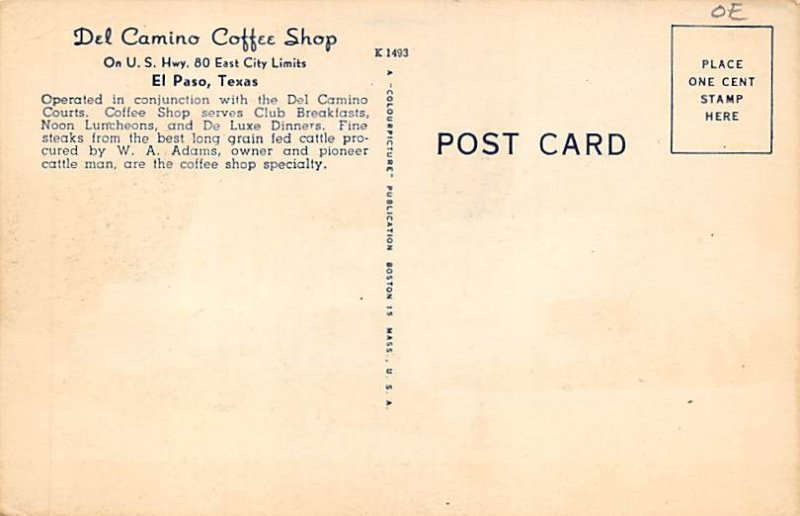 Del Camino Coffee Shop
On U. S. Hwy. 80 East City Limits
El Paso, Texas
Operated in conjunction with the Del Camino
Courts. Coffee Shop serves Club Breakfasts,
Noon Luncheons, and De Luxe Dinners. Fine
steaks from the best long grain fed cattle pro-
cured by W. A. Adams, owner and pioneer
cattle man, are the coffee shop specialty.
K 1493
A "COLOURPICTURE" PUBLICATION BOSTON 15 MASS., U. S. A.
POST CARD
OE
PLACE
ONE CENT
STAMP
HERE